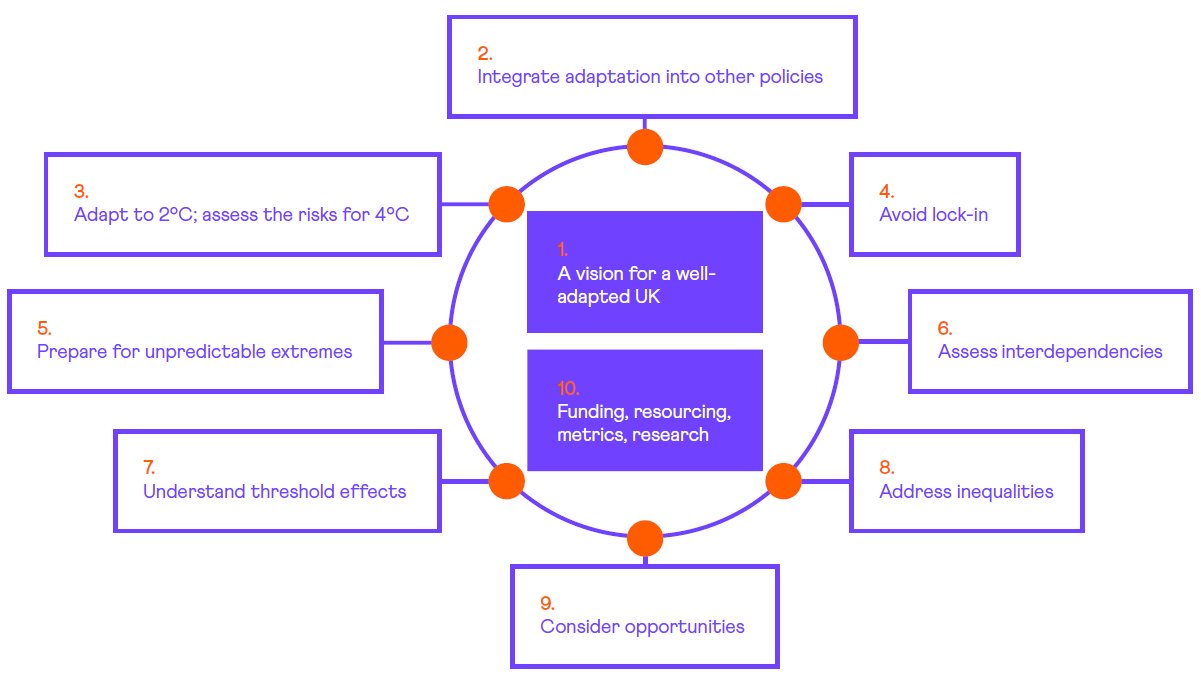 2.
Integrate adaptation into other policies
3.
Adapt to 2ºC; assess the risks for 4ºC
4.
Avoid lock-in
1.
A vision for a well-
adapted UK
5.
Prepare for unpredictable extremes
6.
Assess interdependencies
10.
Funding, resourcing,
metrics, research
7.
Understand threshold effects
8.
Address inequalities
9.
Consider opportunities